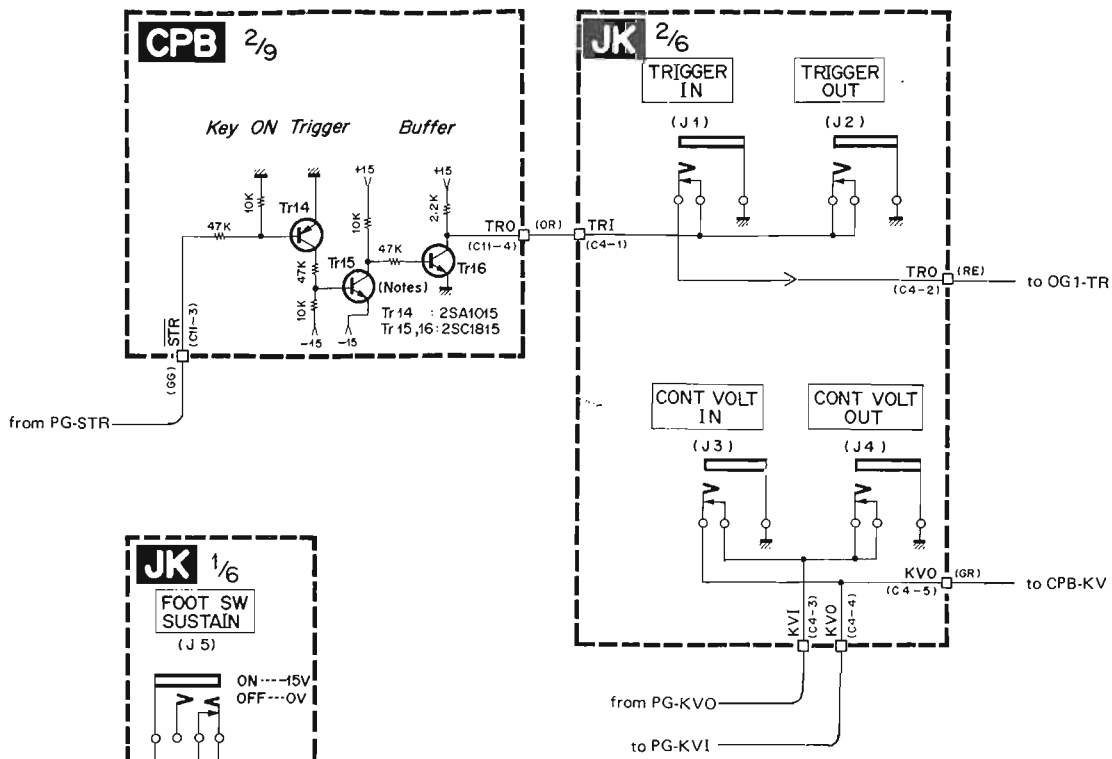 CPB 2/9
Key ON Trigger Buffer
+15 +15
10K 10K 2.2K
Tr14
47K 47K
Tr15 Tr16
47K
10K
(Notes)
Tr14 : 2SA1015
Tr15,16 : 2SC1815
-15 -15
STR
(C11-3)
(GG)
from PG-STR
TRO
(C11-4)
(OR)
JK 2/6
TRIGGER
IN
(J1)
TRIGGER
OUT
(J2)
TRI
(C4-1)
TRO
(C4-2)
(RE)
to OG1-TR
CONT VOLT
IN
(J3)
CONT VOLT
OUT
(J4)
KVO
(C4-5)
(GR)
to CPB-KV
KVI
(C4-3)
KVO
(C4-4)
from PG-KVO
to PG-KVI
JK 1/6
FOOT SW
SUSTAIN
(J5)
ON ----15V
OFF---0V